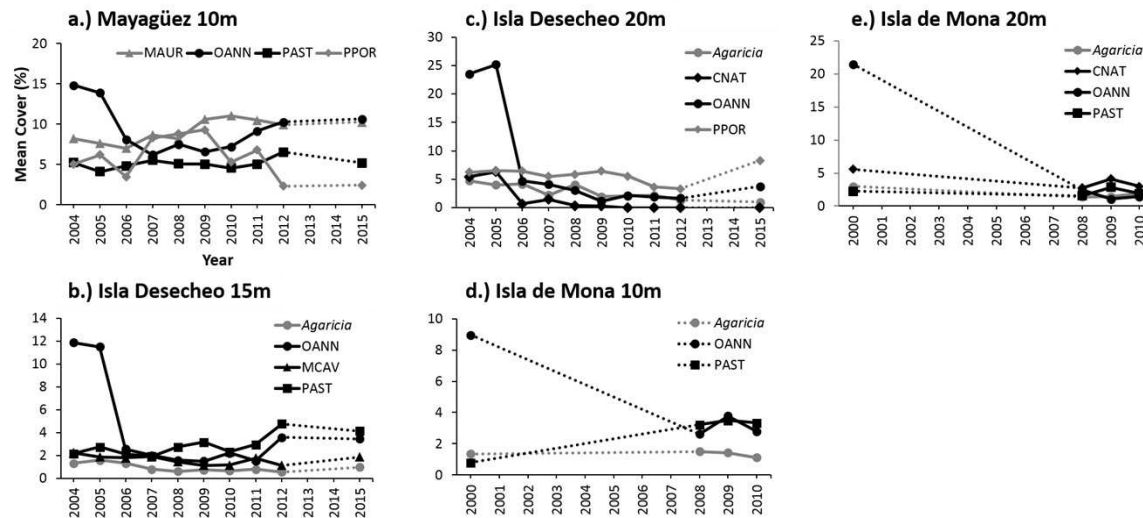 a.) Mayagüez 10m
MAUR OANN PAST PPOR
Mean Cover (%)
20
15
10
5
0
2004 2005 2006 2007 2008 2009 2010 2011 2012 2013 2014 2015
Year
c.) Isla Desecheo 20m
Agaricia
CNAT
OANN
PPOR
30
25
20
15
10
5
0
2004 2005 2006 2007 2008 2009 2010 2011 2012 2013 2014 2015
e.) Isla de Mona 20m
Agaricia
CNAT
OANN
PAST
25
20
15
10
5
0
2000 2001 2002 2003 2004 2005 2006 2007 2008 2009 2010
b.) Isla Desecheo 15m
Agaricia
OANN
MCAV
PAST
14
12
10
8
6
4
2
0
2004 2005 2006 2007 2008 2009 2010 2011 2012 2013 2014 2015
d.) Isla de Mona 10m
Agaricia
OANN
PAST
10
8
6
4
2
0
2000 2001 2002 2003 2004 2005 2006 2007 2008 2009 2010